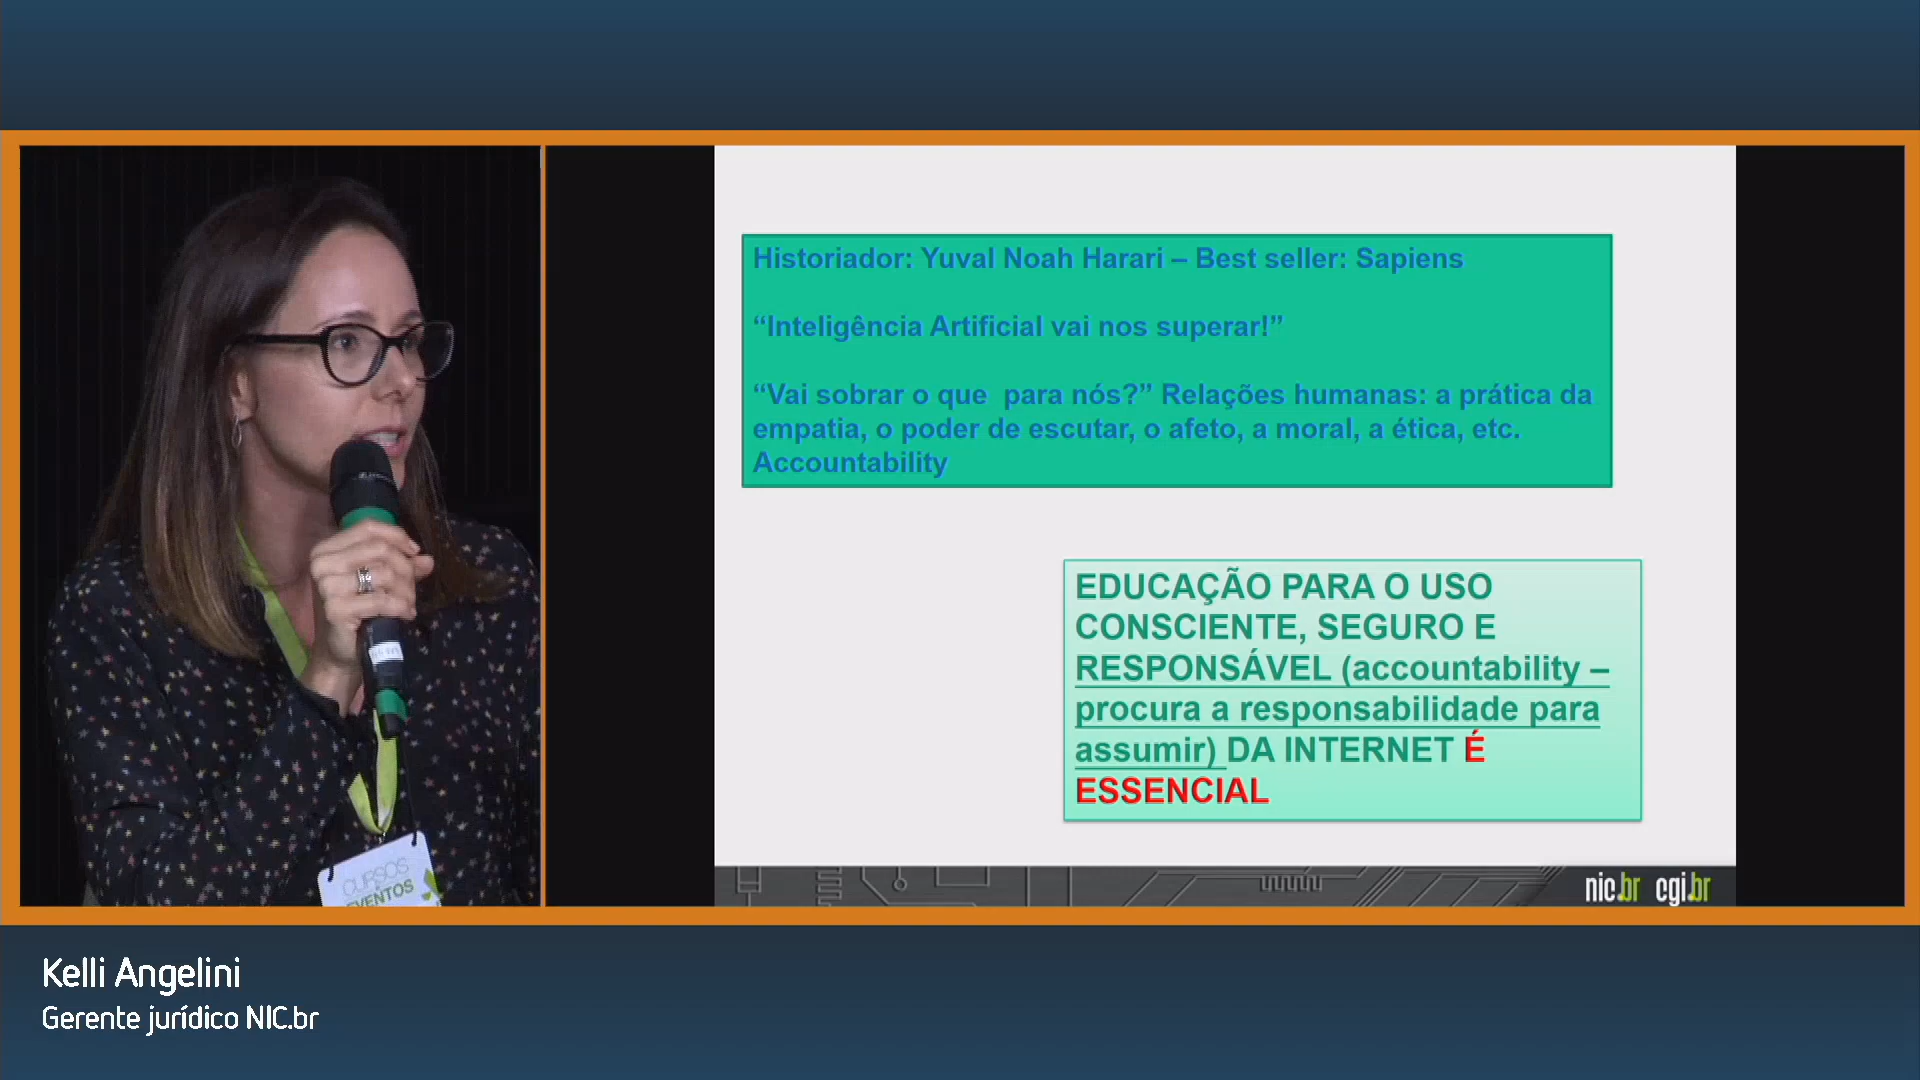 Historiador: Yuval Noah Harari – Best seller: Sapiens
“Inteligência Artificial vai nos superar!”
“Vai sobrar o que  para nós?” Relações humanas: a prática da
empatia, o poder de escutar, o afeto, a moral, a ética, etc.
Accountability
EDUCAÇÃO PARA O USO
CONSCIENTE, SEGURO E
RESPONSÁVEL (accountability –
procura a responsabilidade para
assumir) DA INTERNET É
ESSENCIAL
nic.br cgi.br
CURSOS
EVENTOS
Kelli Angelini
Gerente jurídico NIC.br